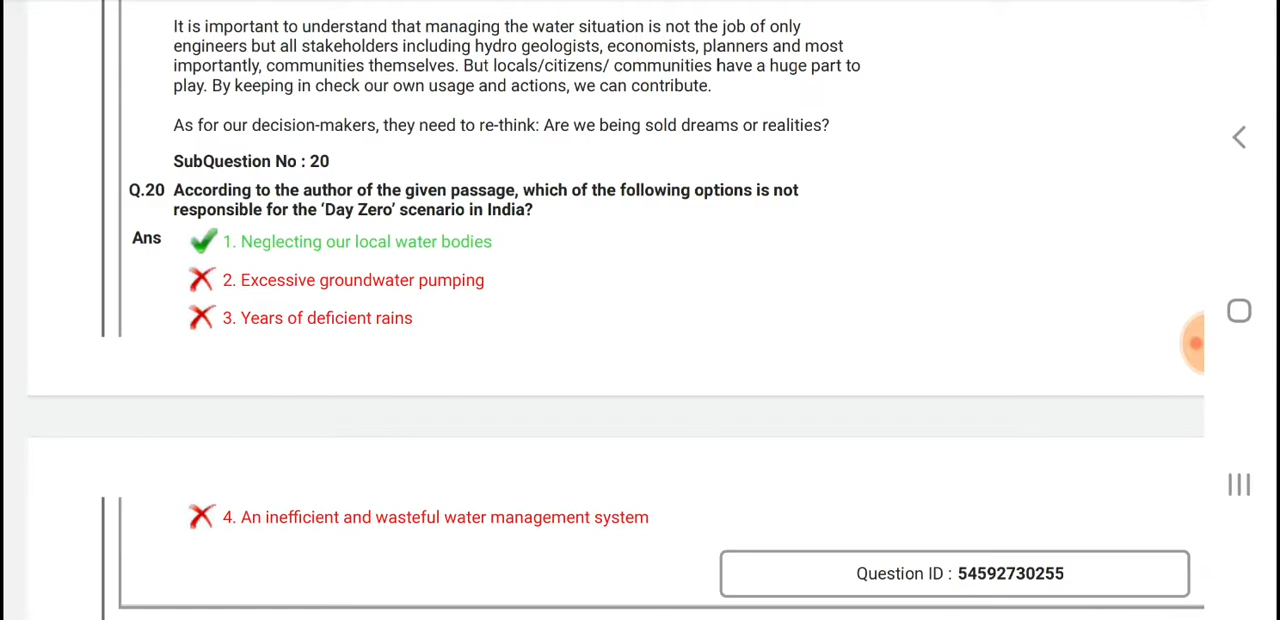 It is important to understand that managing the water situation is not the job of only
engineers but all stakeholders including hydro geologists, economists, planners and most
importantly, communities themselves. But locals/citizens/ communities have a huge part to
play. By keeping in check our own usage and actions, we can contribute.
As for our decision-makers, they need to re-think: Are we being sold dreams or realities?
SubQuestion No : 20
Q.20 According to the author of the given passage, which of the following options is not
responsible for the ‘Day Zero’ scenario in India?
Ans 1. Neglecting our local water bodies
2. Excessive groundwater pumping
3. Years of deficient rains
4. An inefficient and wasteful water management system
Question ID : 54592730255